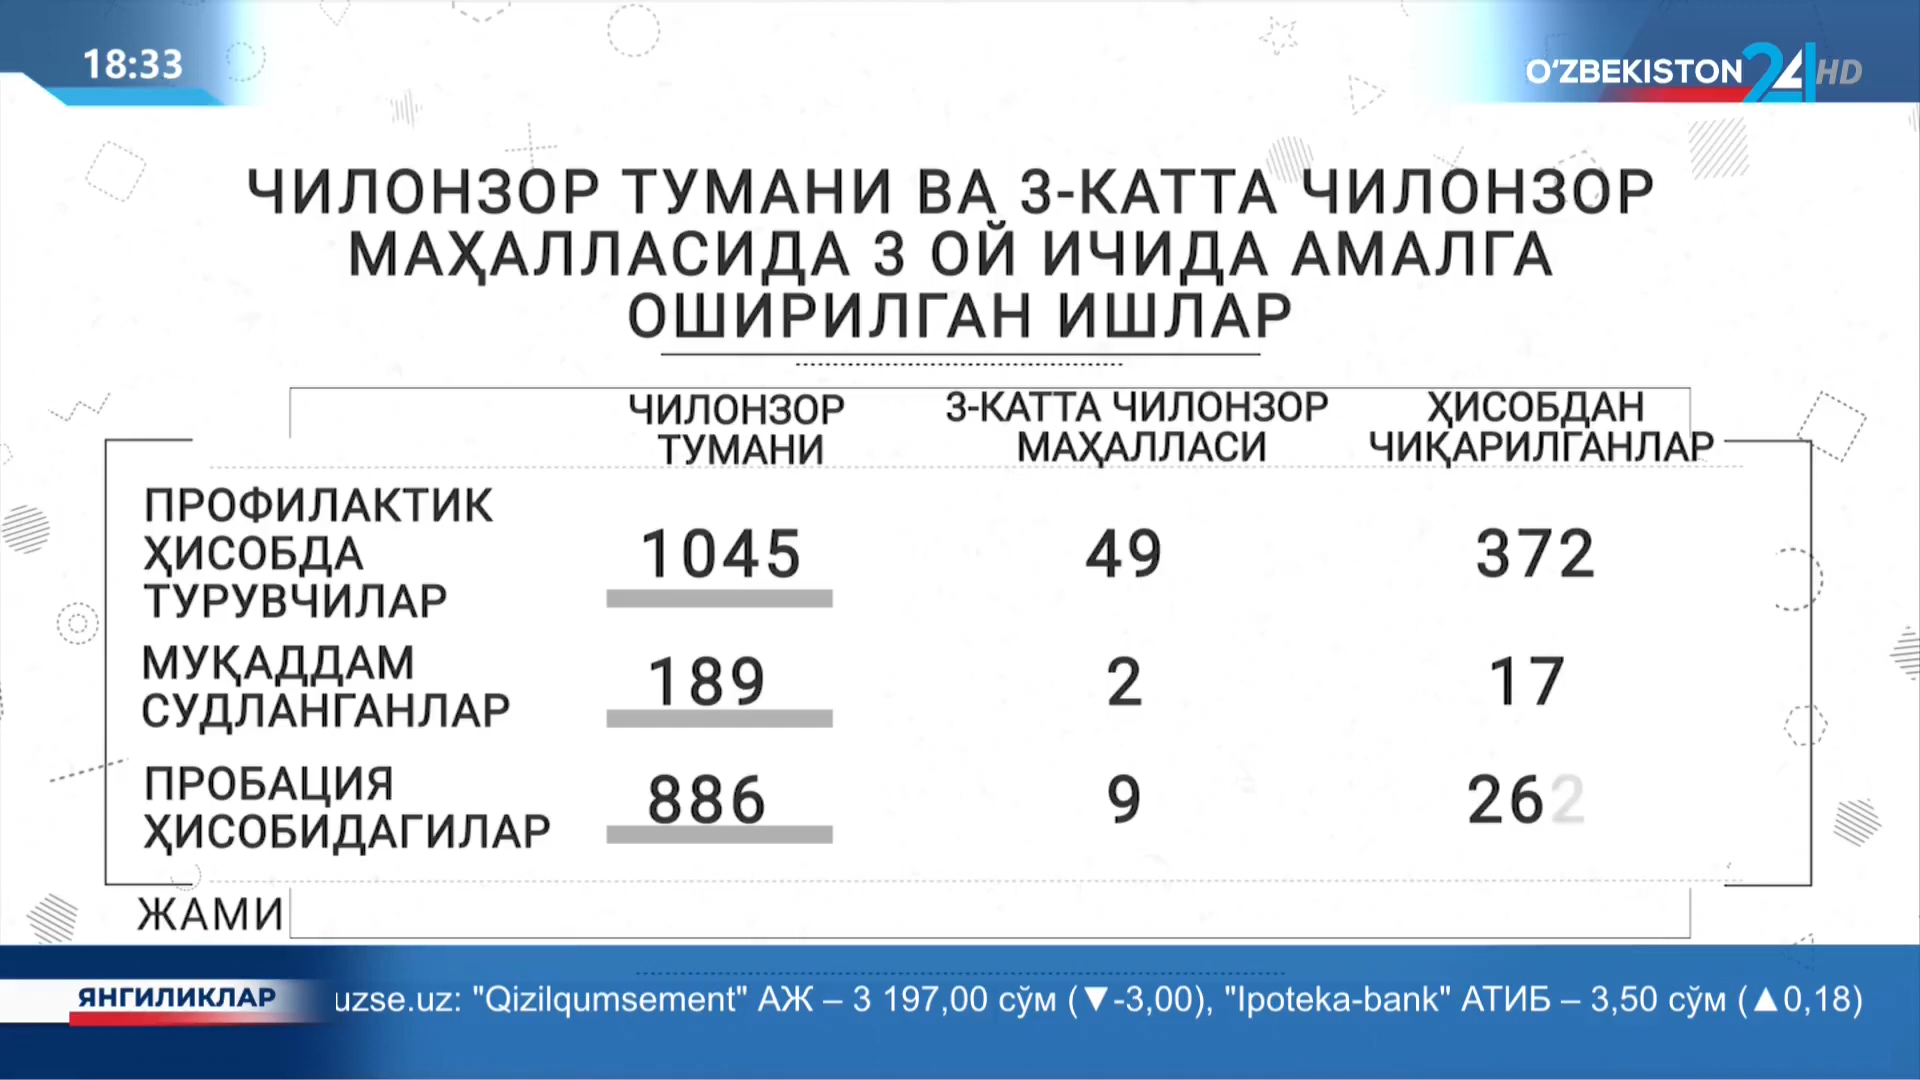 18:33
O‘ZBEKISTON 24 HD
ЧИЛОНЗОР ТУМАНИ ВА 3-КАТТА ЧИЛОНЗОР
МАҲАЛЛАСИДА 3 ОЙ ИЧИДА АМАЛГА
ОШИРИЛГАН ИШЛАР
ЧИЛОНЗОР
ТУМАНИ
3-КАТТА ЧИЛОНЗОР
МАҲАЛЛАСИ
ҲИСОБДАН
ЧИҚАРИЛГАНЛАР
ПРОФИЛАКТИК
ҲИСОБДА
ТУРУВЧИЛАР
1045
49
372
МУҚАДДАМ
СУДЛАНГАНЛАР
189
2
17
ПРОБАЦИЯ
ҲИСОБИДАГИЛАР
886
9
262
ЖАМИ
ЯНГИЛИКЛАР
uzse.uz: "Qizilqumsement" АЖ – 3 197,00 сўм (▼-3,00), "Ipoteka-bank" АТИБ – 3,50 сўм (▲0,18)